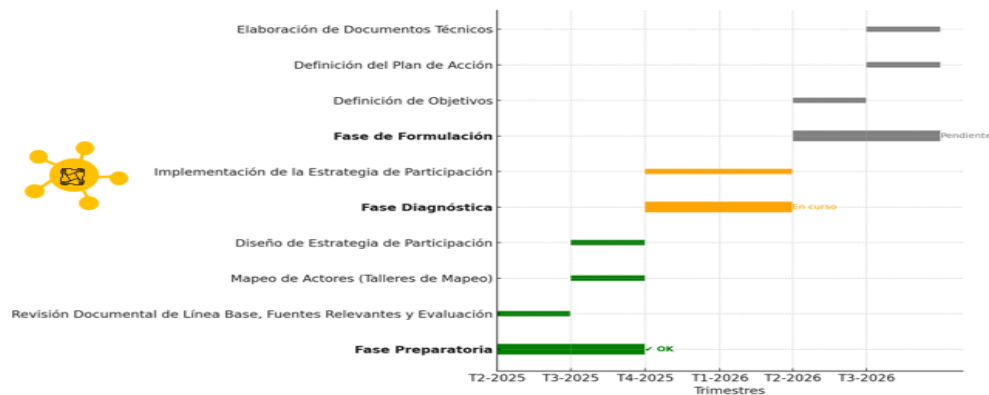 Elaboración de Documentos Técnicos
Definición del Plan de Acción
Definición de Objetivos
Fase de Formulación
Pendiente
Implementación de la Estrategia de Participación
Fase Diagnóstica
En curso
Diseño de Estrategia de Participación
Mapeo de Actores (Talleres de Mapeo)
Revisión Documental de Línea Base, Fuentes Relevantes y Evaluación
Fase Preparatoria
✓ OK
T2-2025 T3-2025 T4-2025 T1-2026 T2-2026 T3-2026
Trimestres